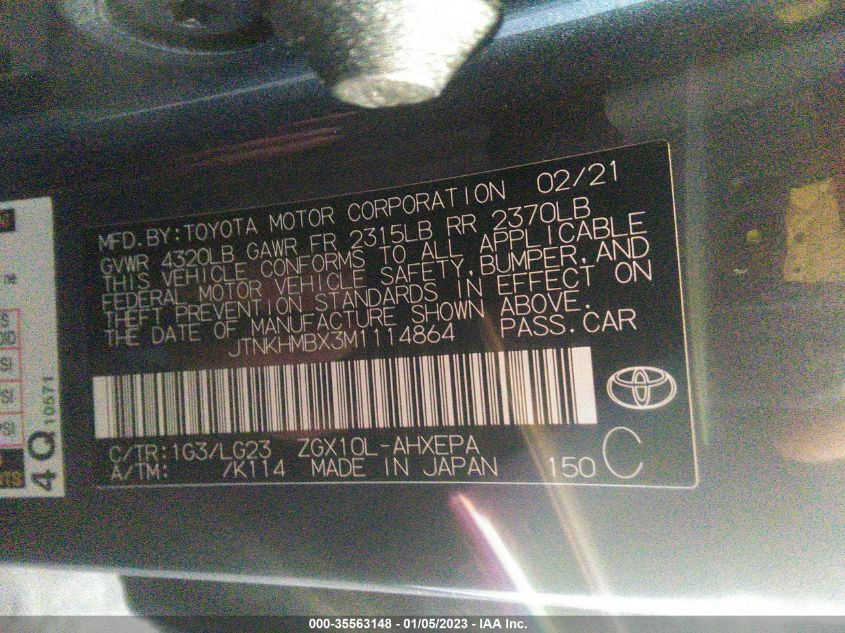 MFD.BY:TOYOTA MOTOR CORPORATION 02/21
GVWR 4320LB GAWR FR 2315LB RR 2370LB
THIS VEHICLE CONFORMS TO ALL APPLICABLE
FEDERAL MOTOR VEHICLE SAFETY,BUMPER,AND
THEFT PREVENTION STANDARDS IN EFFECT ON
THE DATE OF MANUFACTURE SHOWN ABOVE.
JTNKHMBX3M1114864 PASS.CAR
C/TR:1G3/LG23 ZGX10L-AHXEPA
A/TM: /K114 MADE IN JAPAN 150 C
4Q
10571
000-35563148 - 01/05/2023 - IAA Inc.